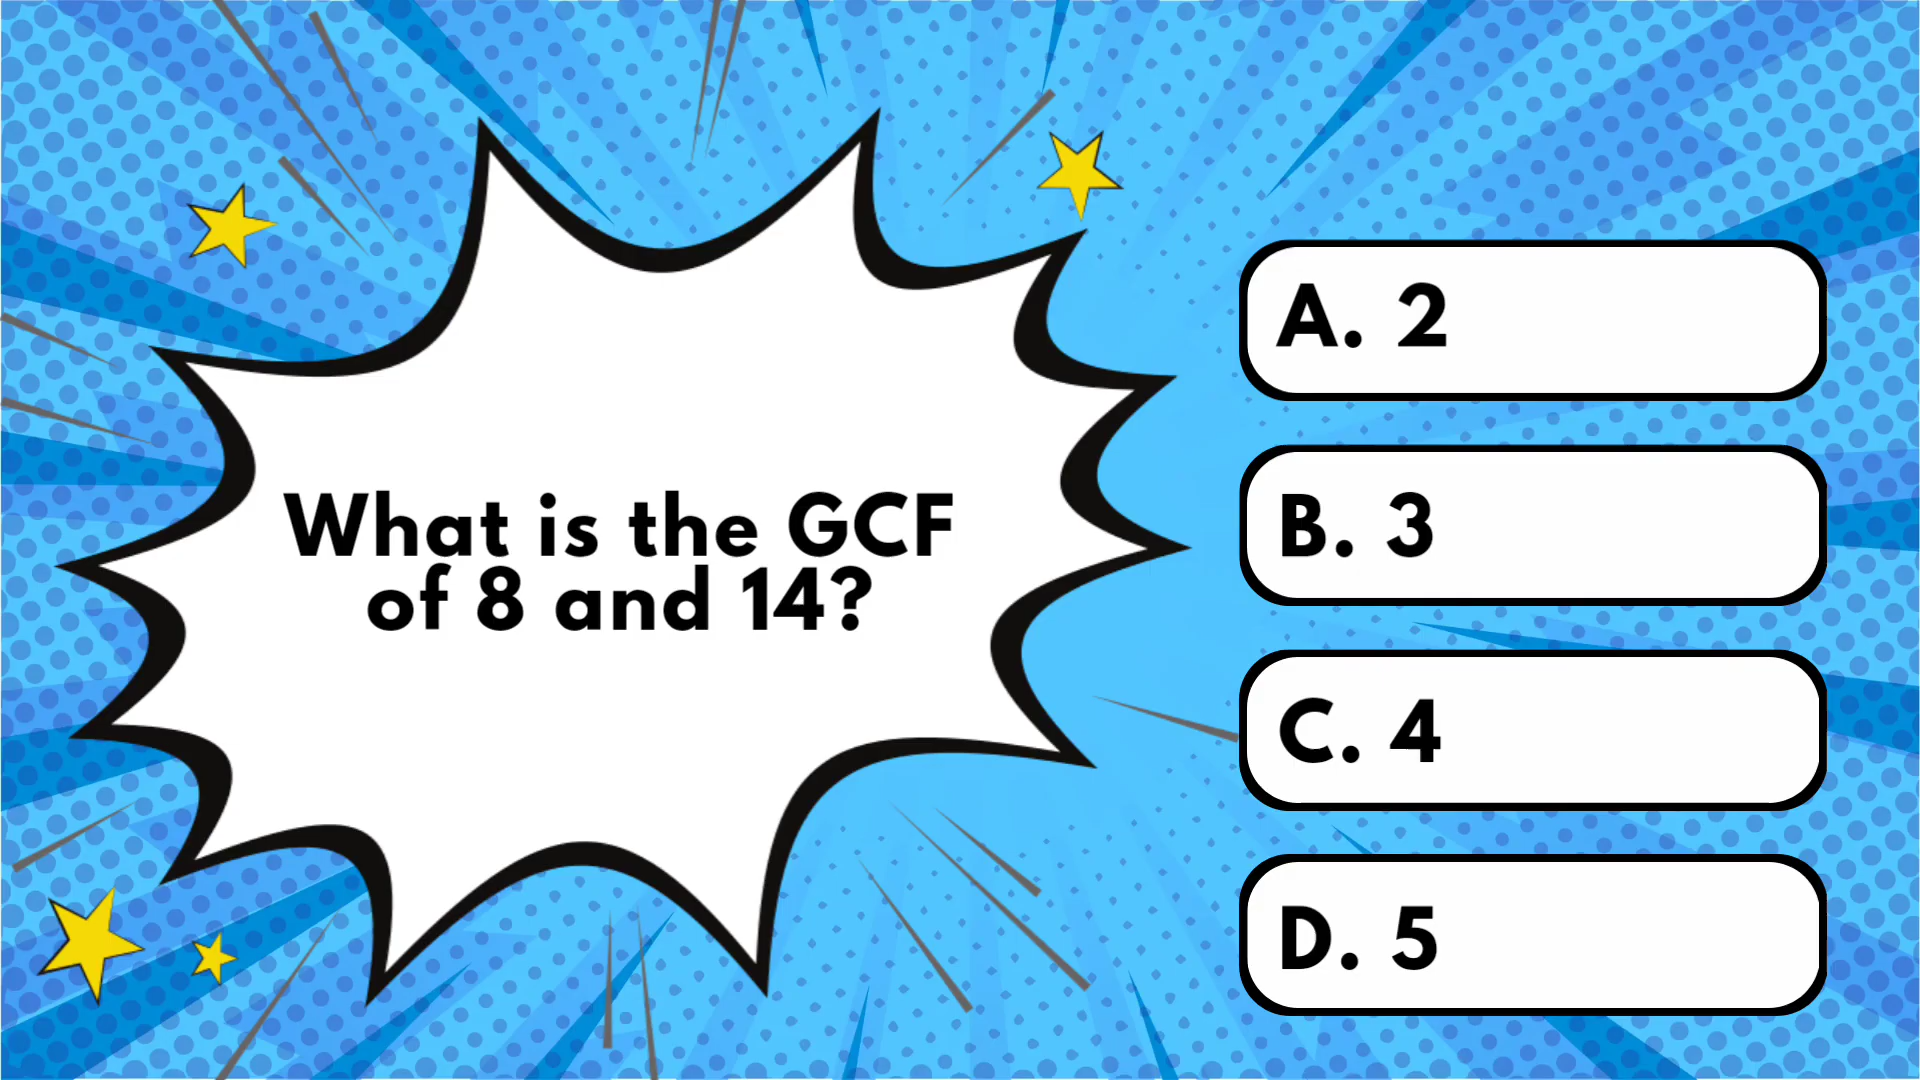 What is the GCF
of 8 and 14?
A. 2
B. 3
C. 4
D. 5